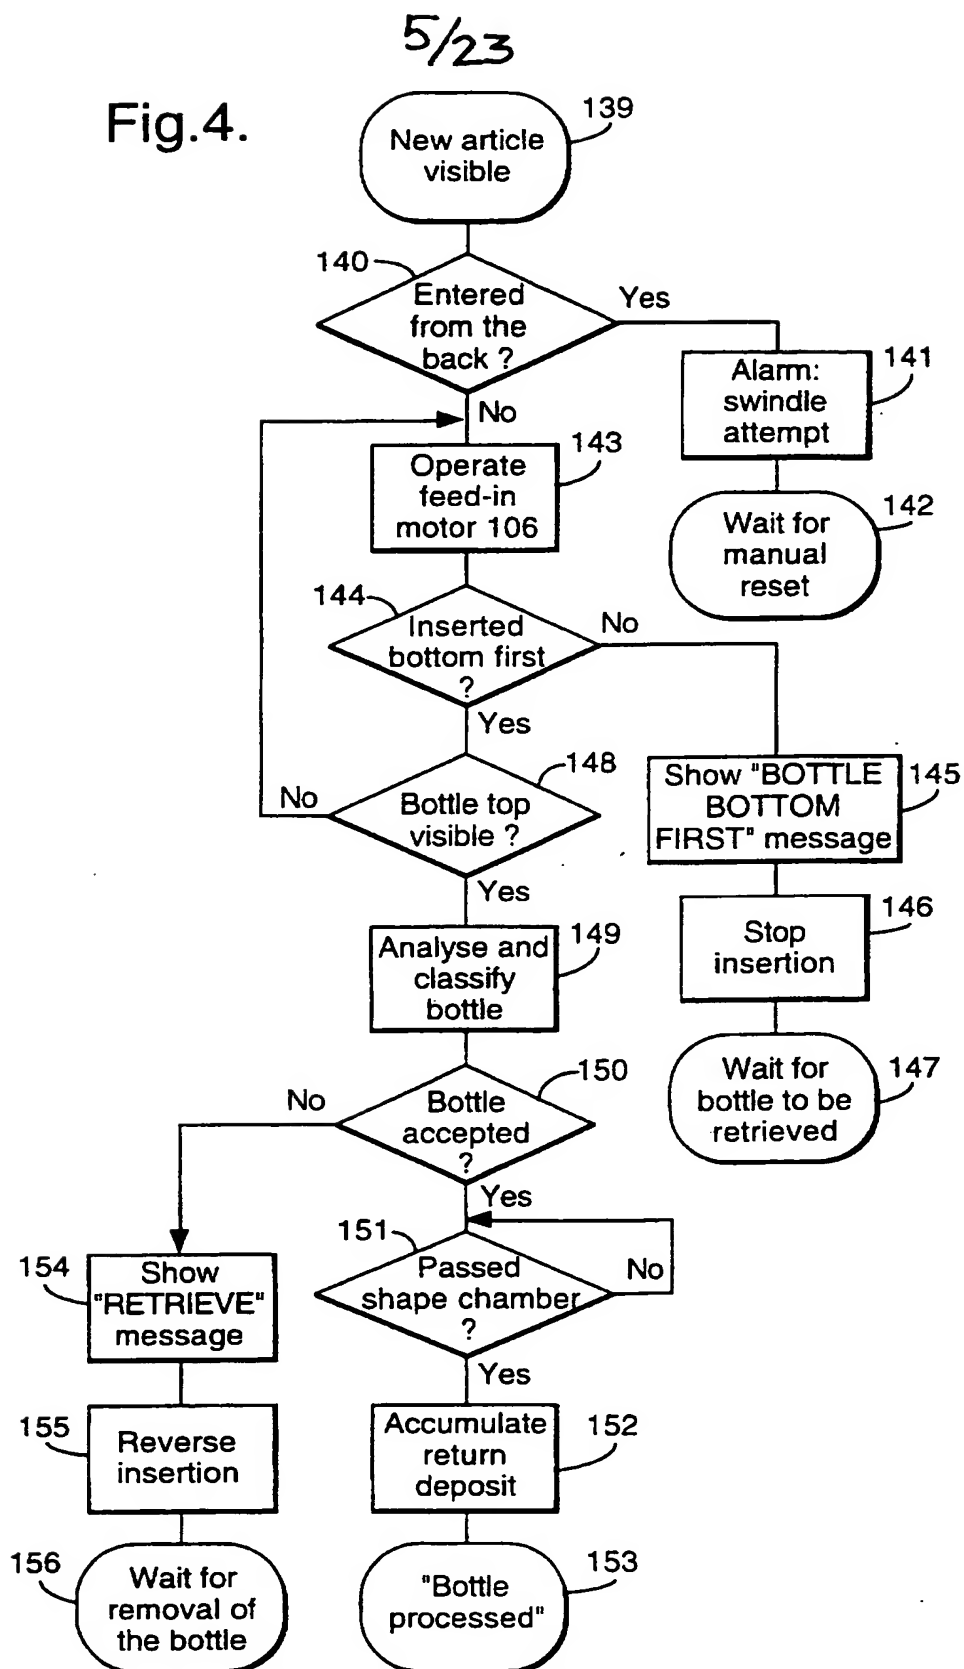 5/23
Fig.4.
New article
visible
139
140
Entered
from the
back ?
Yes
No
Alarm:
swindle
attempt
141
Wait for
manual
reset
142
Operate
feed-in
motor 106
143
144
Inserted
bottom first
?
No
Yes
Show "BOTTLE
BOTTOM
FIRST" message
145
Stop
insertion
146
Wait for
bottle to be
retrieved
147
148
Bottle top
visible ?
No
Yes
Analyse and
classify
bottle
149
150
Bottle
accepted
?
No
Yes
151
Passed
shape chamber
?
No
Yes
154
Show
"RETRIEVE"
message
155
Reverse
insertion
156
Wait for
removal of
the bottle
Accumulate
return
deposit
152
"Bottle
processed"
153